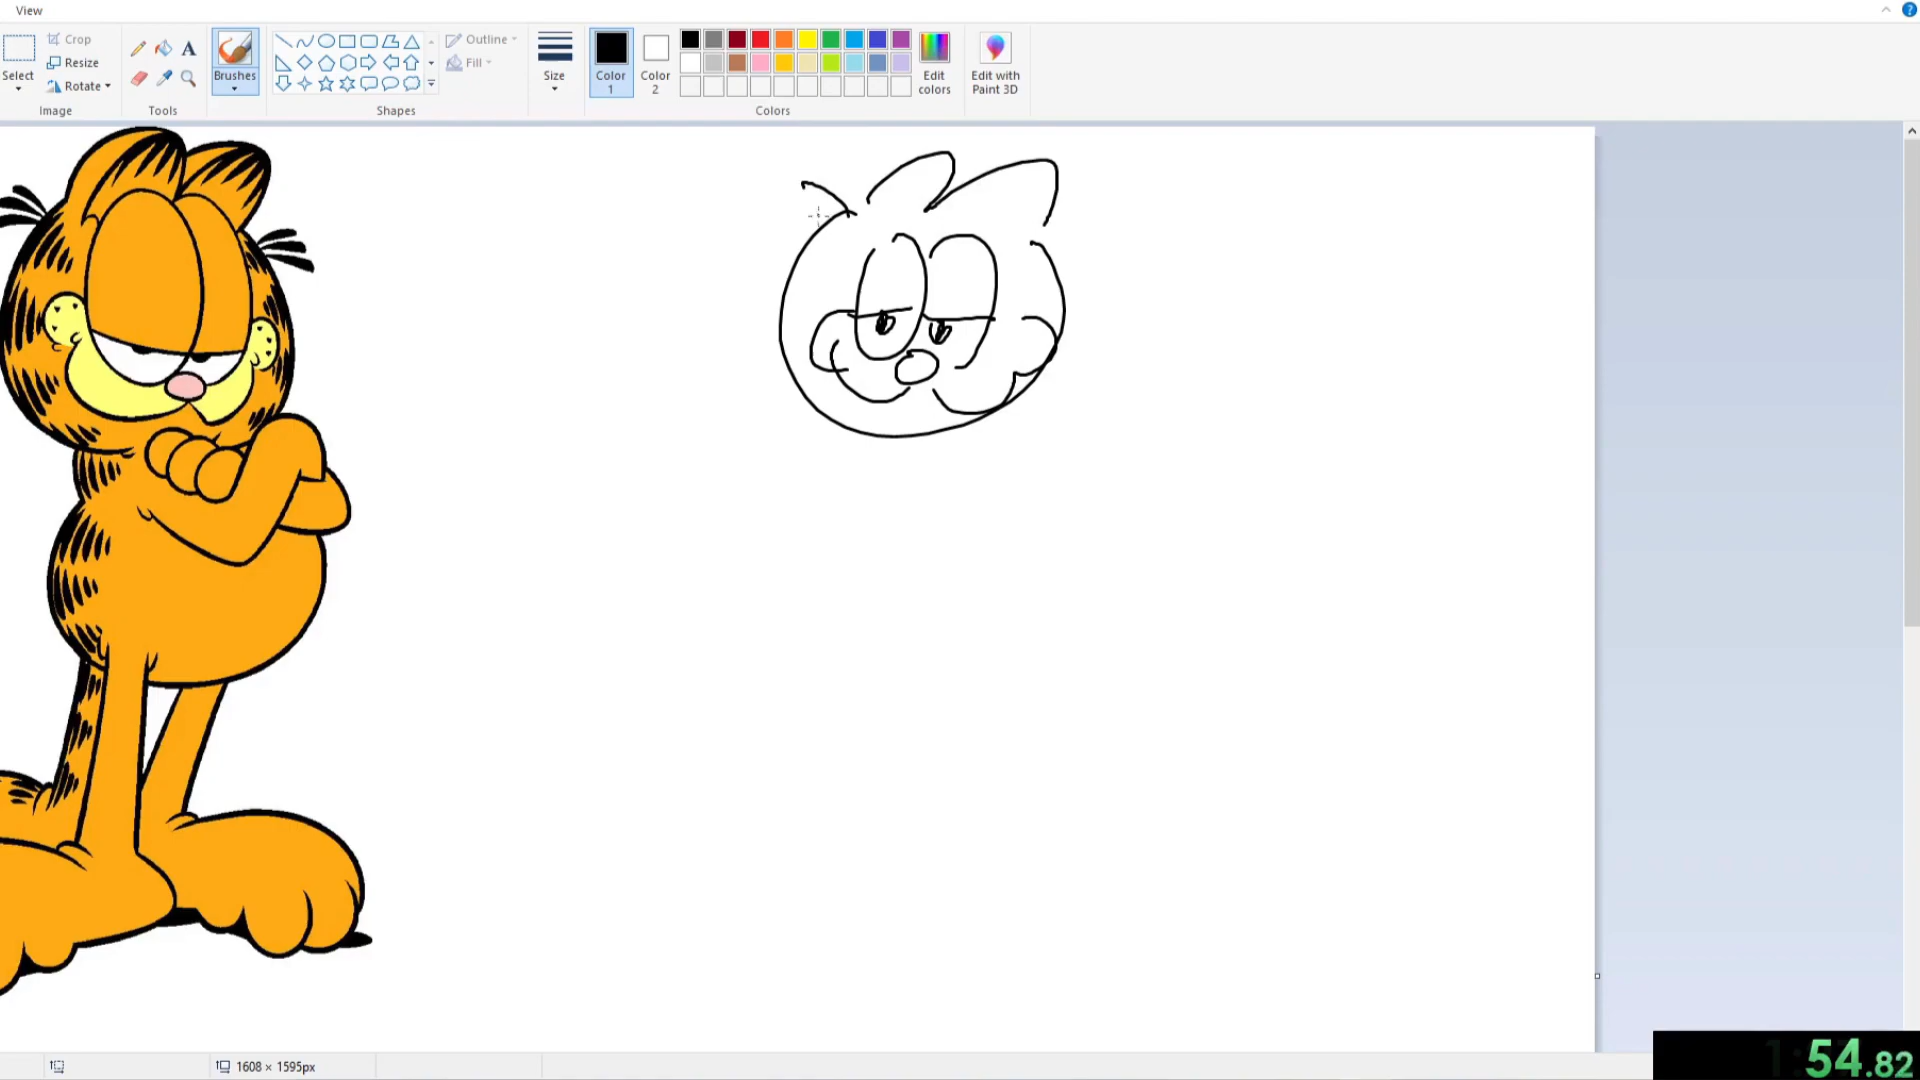 View
Select
Crop
Resize
Rotate
Image
A
Tools
Brushes
Shapes
Outline
Fill
Size
Color 1
Color 2
Edit colors
Colors
Edit with Paint 3D
?
1608 × 1595px
1:54.82